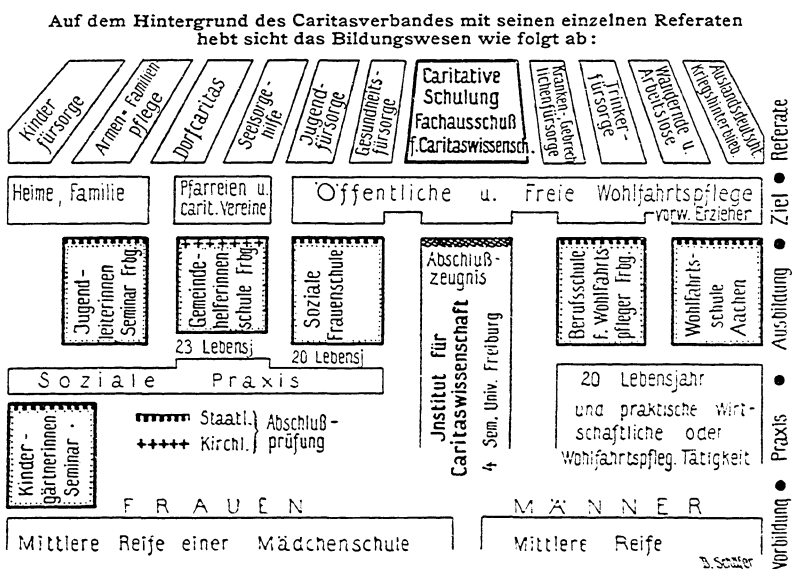 Auf dem Hintergrund des Caritasverbandes mit seinen einzelnen Referaten
hebt sicht das Bildungswesen wie folgt ab:
Kinder
fürsorge
Armen- Familien
pflege
Dorfcaritas
Seelsorge-
hilfe
Jugend-
fürsorge
Gesundheits-
fürsorge
Caritative
Schulung
Fachausschuß
f. Caritaswissensch.
Kranken-, Gebrech-
lichenfürsorge
Trinker-
fürsorge
Wandernde u.
Arbeitslose
Auslandsdeutscht.
Kriegshinterblieb.
Referate
Heime, Familie
Pfarreien u.
carit. Vereine
Öffentliche u. Freie Wohlfahrtspflege
vorw. Erzieher
Ziel
Jugend-
leiterinnen
Seminar Frbg.
Gemeinde-
helferinnen
schule Frbg.
Soziale
Frauenschule
Abschluß-
zeugnis
Jnstitut für
Caritaswissenschaft
4 Sem. Univ. Freiburg
Berufsschule
f. Wohlfahrts
pfleger Frbg.
Wohlfahrts-
schule
Aachen
Ausbildung
23 Lebensj
20 Lebensj
Soziale Praxis
20 Lebensjahr
und praktische Wirt-
schaftliche oder
Wohlfahrtspfleg. Tätigkeit
Praxis
Kinder-
gärtnerinnen
Seminar.
Staatl.
Kirchl.
Abschluß-
prüfung
FRAUEN
MÄNNER
Mittlere Reife einer Mädchenschule
Mittlere Reife
Vorbildung